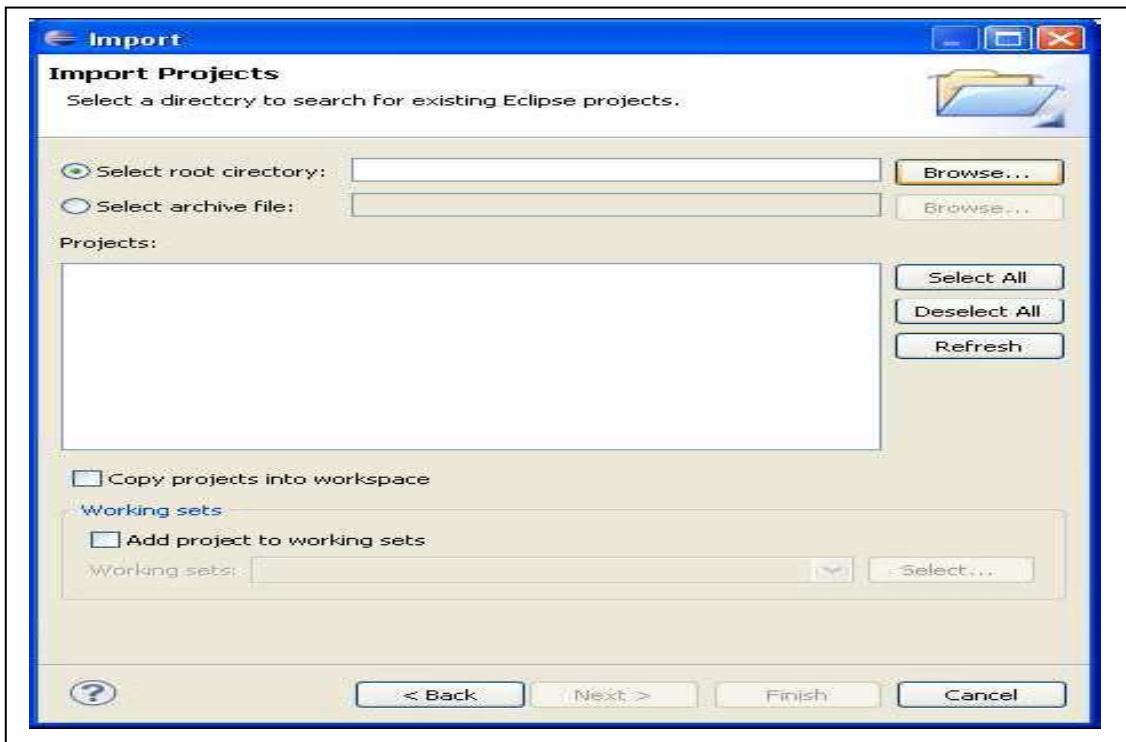 Import
Import Projects
Select a directcry to search for existing Eclipse projects.
Select root cirectory:
Browse...
Select archive file:
Browse...
Projects:
Select All
Deselect All
Refresh
Copy projects into workspace
Working sets
Add project to working sets
Working sets:
Select...
?
< Back
Next >
Finish
Cancel